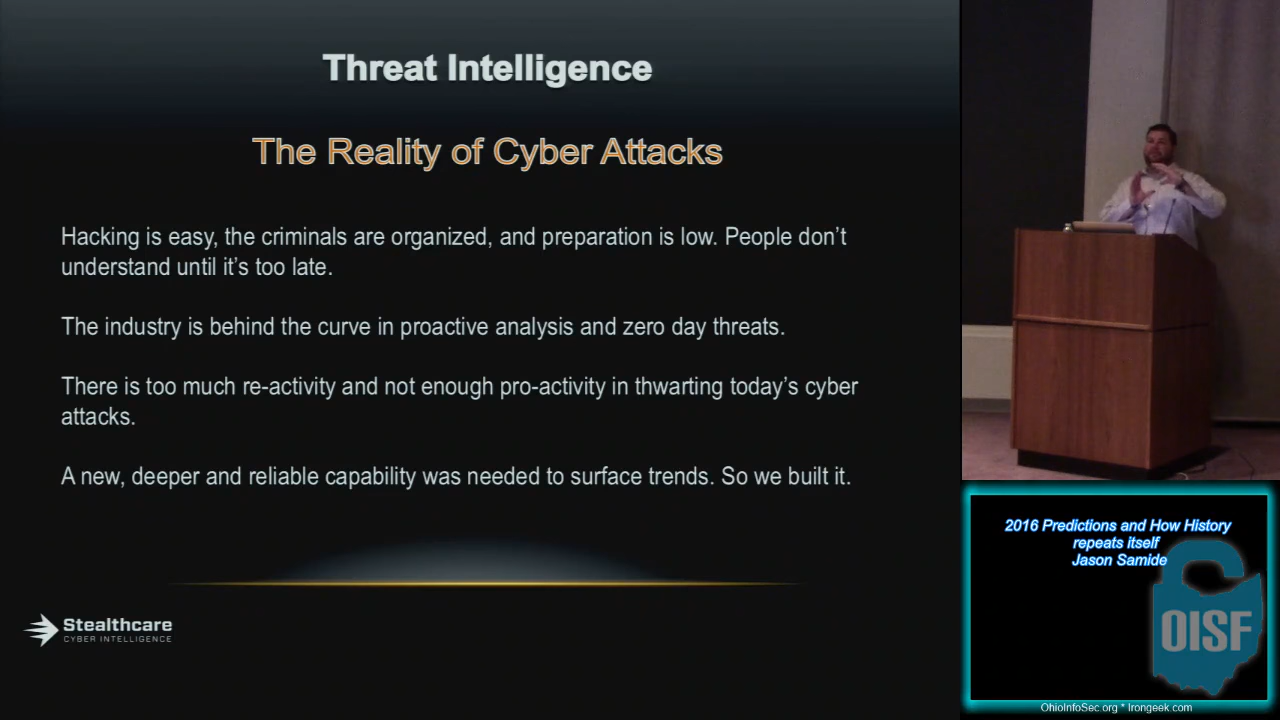 Threat Intelligence
The Reality of Cyber Attacks
Hacking is easy, the criminals are organized, and preparation is low. People don’t
understand until it’s too late.
The industry is behind the curve in proactive analysis and zero day threats.
There is too much re-activity and not enough pro-activity in thwarting today’s cyber
attacks.
A new, deeper and reliable capability was needed to surface trends. So we built it.
Stealthcare
CYBER INTELLIGENCE
2016 Predictions and How History
repeats itself
Jason Samide
OISF
OhioInfoSec.org * Irongeek.com